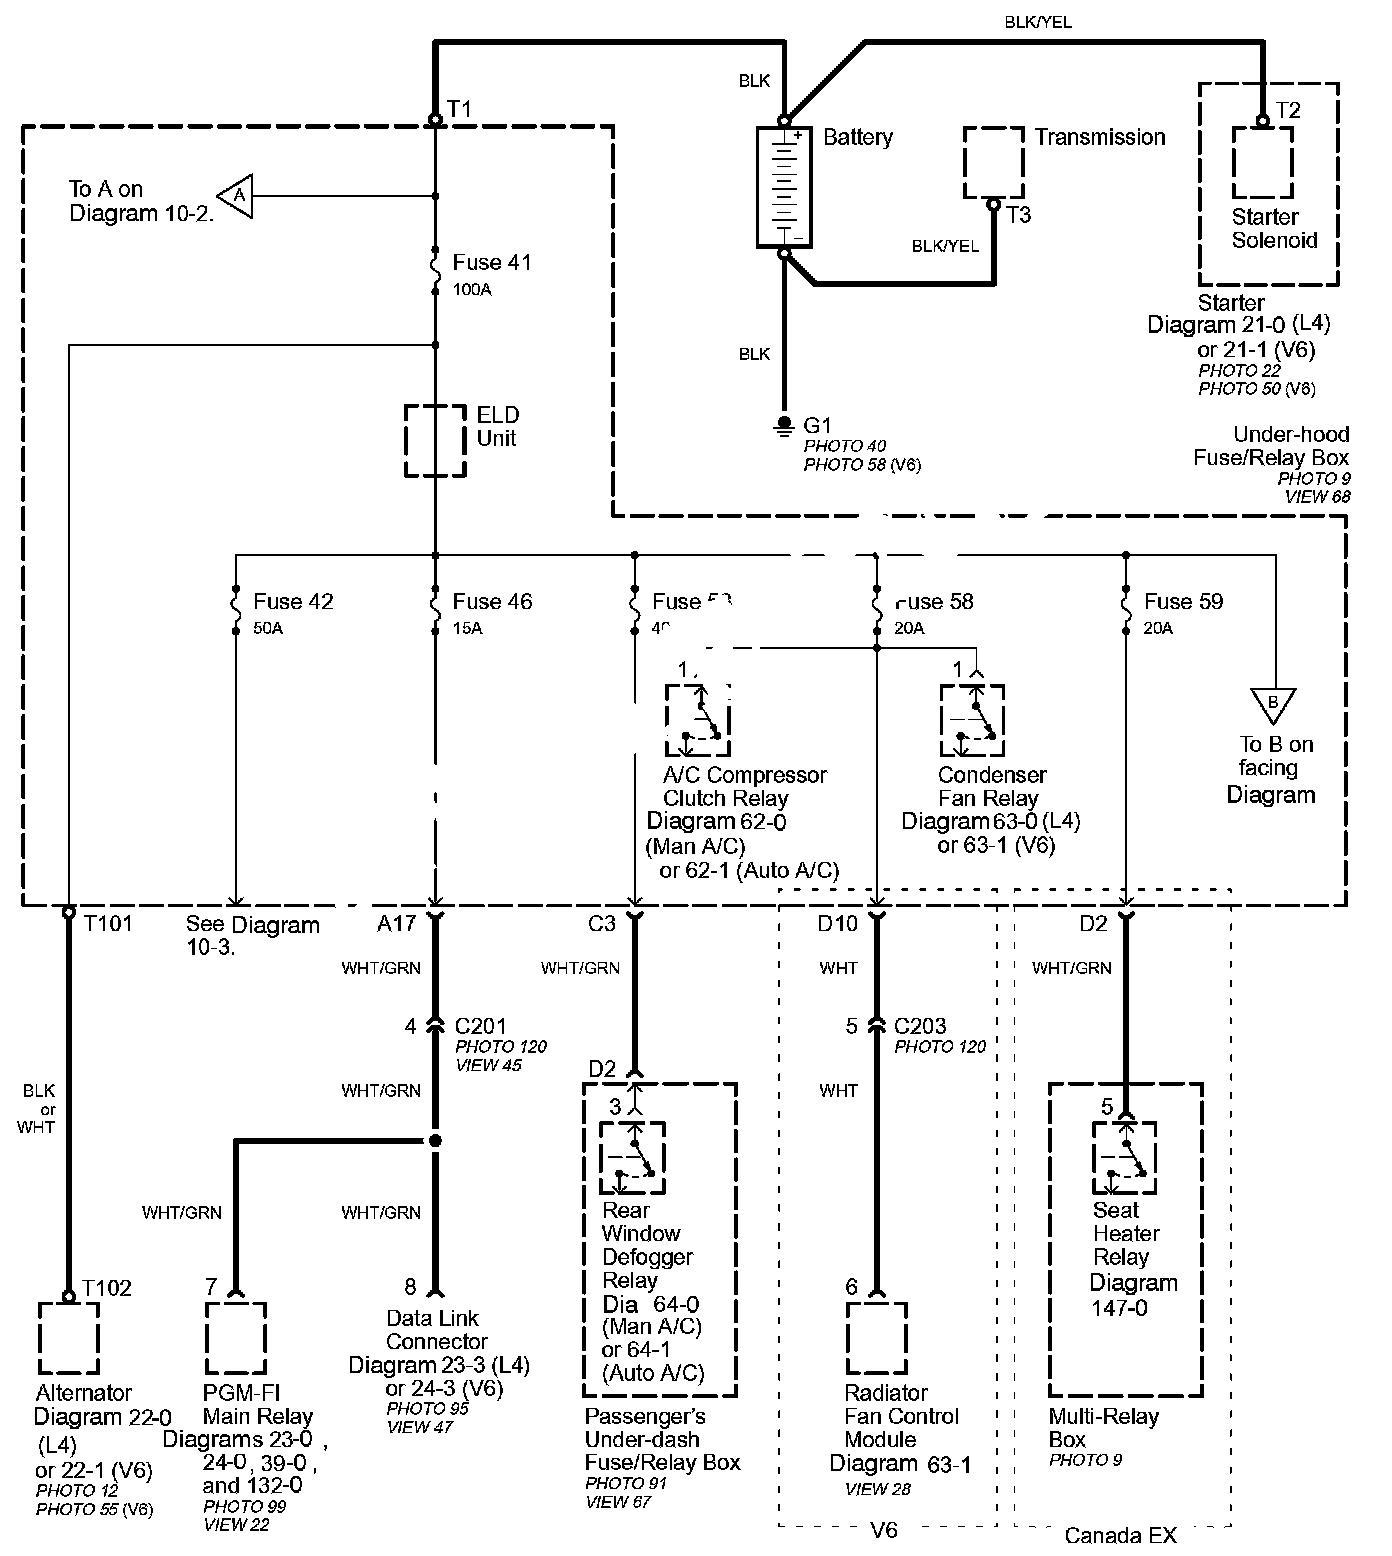 BLK/YEL
BLK
T1
T2
Battery
Transmission
To A on
Diagram 10-2.
A
+
−
T3
BLK/YEL
Starter
Solenoid
Fuse 41
100A
Starter
Diagram 21-0 (L4)
or 21-1 (V6)
PHOTO 22
PHOTO 50 (V6)
BLK
ELD
Unit
G1
PHOTO 40
PHOTO 58 (V6)
Under-hood
Fuse/Relay Box
PHOTO 9
VIEW 68
Fuse 42
50A
Fuse 46
15A
Fuse
Fuse 58
20A
Fuse 59
20A
1
1
B
A/C Compressor
Clutch Relay
Diagram 62-0
(Man A/C)
or 62-1 (Auto A/C)
Condenser
Fan Relay
Diagram 63-0 (L4)
or 63-1 (V6)
To B on
facing
Diagram
T101
See Diagram
10-3.
A17
C3
D10
D2
WHT/GRN
WHT/GRN
WHT
WHT/GRN
4
C201
PHOTO 120
VIEW 45
5
C203
PHOTO 120
D2
BLK
or
WHT
WHT/GRN
WHT
3
5
WHT/GRN
WHT/GRN
Rear
Window
Defogger
Relay
Dia 64-0
(Man A/C)
or 64-1
(Auto A/C)
Seat
Heater
Relay
Diagram
147-0
T102
7
8
6
Data Link
Connector
Diagram 23-3 (L4)
or 24-3 (V6)
PHOTO 95
VIEW 47
Alternator
Diagram 22-0
(L4)
or 22-1 (V6)
PHOTO 12
PHOTO 55 (V6)
PGM-FI
Main Relay
Diagrams 23-0 ,
24-0 , 39-0 ,
and 132-0
PHOTO 99
VIEW 22
Passenger's
Under-dash
Fuse/Relay Box
PHOTO 91
VIEW 67
Radiator
Fan Control
Module
Diagram 63-1
VIEW 28
Multi-Relay
Box
PHOTO 9
V6
Canada EX